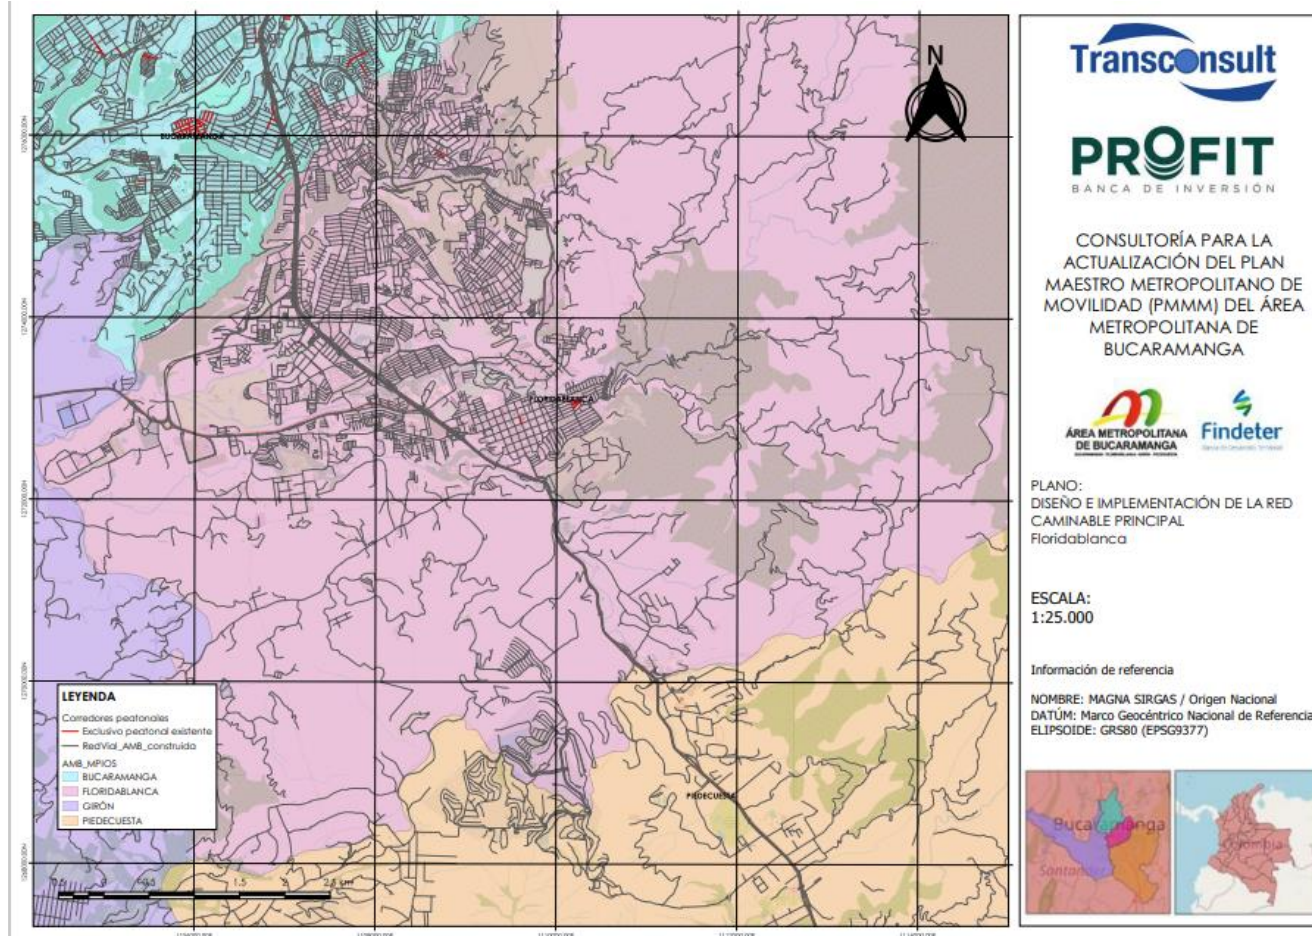 N
BUCARAMANGA
FLORIDABLANCA
PIEDECUESTA
LEYENDA
Corredores peatonales
Exclusivo peatonal existente
RedVial_AMB_construida
AMB_MPIOS
BUCARAMANGA
FLORIDABLANCA
GIRÓN
PIEDECUESTA
Transconsult
PROFIT
BANCA DE INVERSIÓN
CONSULTORÍA PARA LA
ACTUALIZACIÓN DEL PLAN
MAESTRO METROPOLITANO DE
MOVILIDAD (PMMM) DEL ÁREA
METROPOLITANA DE
BUCARAMANGA
ÁREA METROPOLITANA
DE BUCARAMANGA
Findeter
PLANO:
DISEÑO E IMPLEMENTACIÓN DE LA RED
CAMINABLE PRINCIPAL
Floridablanca
ESCALA:
1:25.000
Información de referencia
NOMBRE: MAGNA SIRGAS / Origen Nacional
DATÚM: Marco Geocéntrico Nacional de Referencia
ELIPSOIDE: GRS80 (EPSG9377)
Bucaramanga
Santander
Colombia